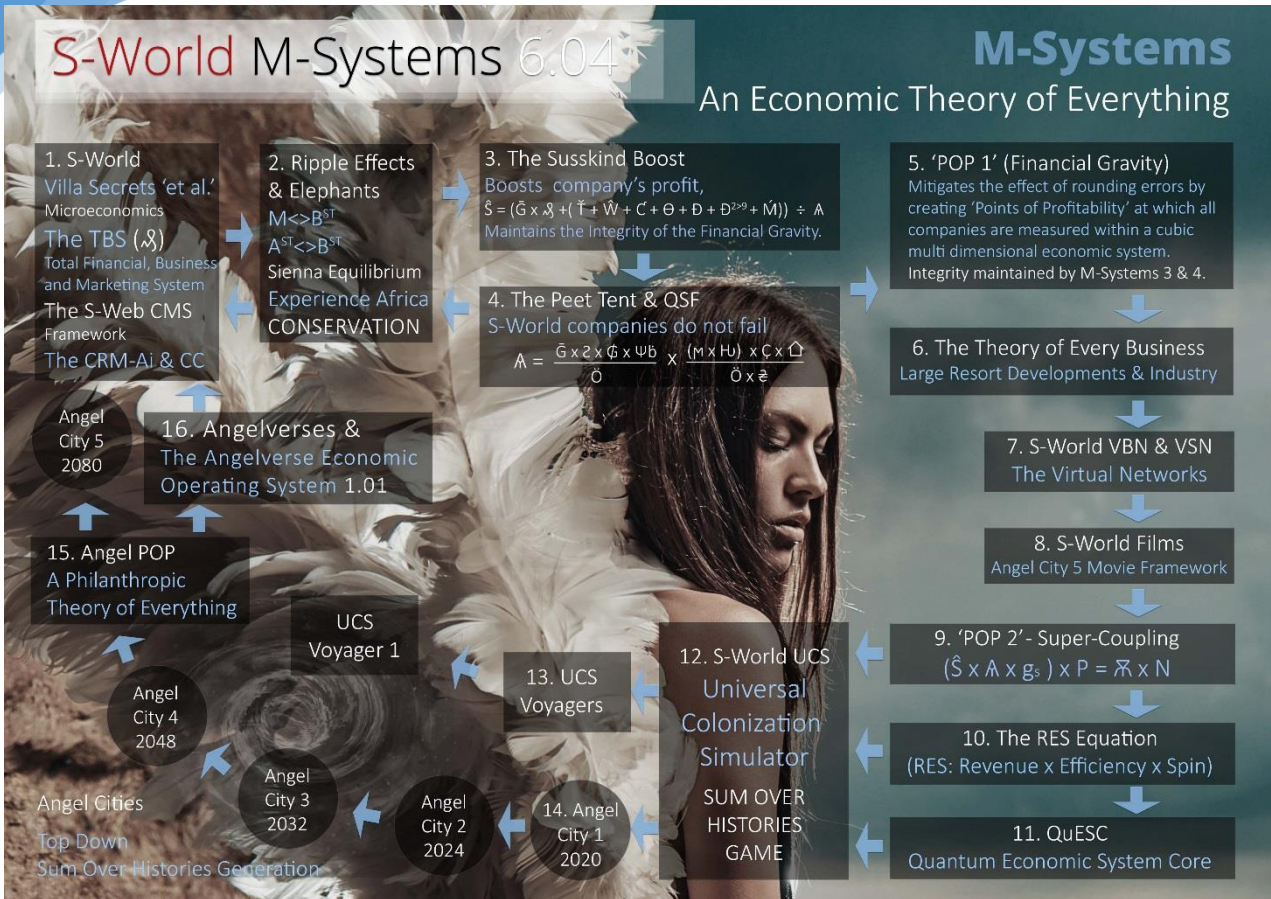 S-World M-Systems 6.04
M-Systems
An Economic Theory of Everything
1. S-World
Villa Secrets ‘et al.’
Microeconomics
The TBS ()
Total Financial, Business
and Marketing System
The S-Web CMS
Framework
The CRM-Ai & CC
2. Ripple Effects
& Elephants
M<>Bˢᵀ
Aˢᵀ<>Bˢᵀ
Sienna Equilibrium
Experience Africa
CONSERVATION
3. The Susskind Boost
Boosts company’s profit,
Maintains the Integrity of the Financial Gravity.
4. The Peet Tent & QSF
S-World companies do not fail
5. ‘POP 1’ (Financial Gravity)
Mitigates the effect of rounding errors by
creating ‘Points of Profitability’ at which all
companies are measured within a cubic
multi dimensional economic system.
Integrity maintained by M-Systems 3 & 4.
6. The Theory of Every Business
Large Resort Developments & Industry
7. S-World VBN & VSN
The Virtual Networks
8. S-World Films
Angel City 5 Movie Framework
9. ‘POP 2’- Super-Coupling
10. The RES Equation
(RES: Revenue x Efficiency x Spin)
11. QuESC
Quantum Economic System Core
12. S-World UCS
Universal
Colonization
Simulator
SUM OVER
HISTORIES
GAME
13. UCS
Voyagers
UCS
Voyager 1
14. Angel
City 1
2020
Angel
City 2
2024
Angel
City 3
2032
Angel
City 4
2048
15. Angel POP
A Philanthropic
Theory of Everything
Angel
City 5
2080
16. Angelverses &
The Angelverse Economic
Operating System 1.01
Angel Cities
Top Down
Sum Over Histories Generation